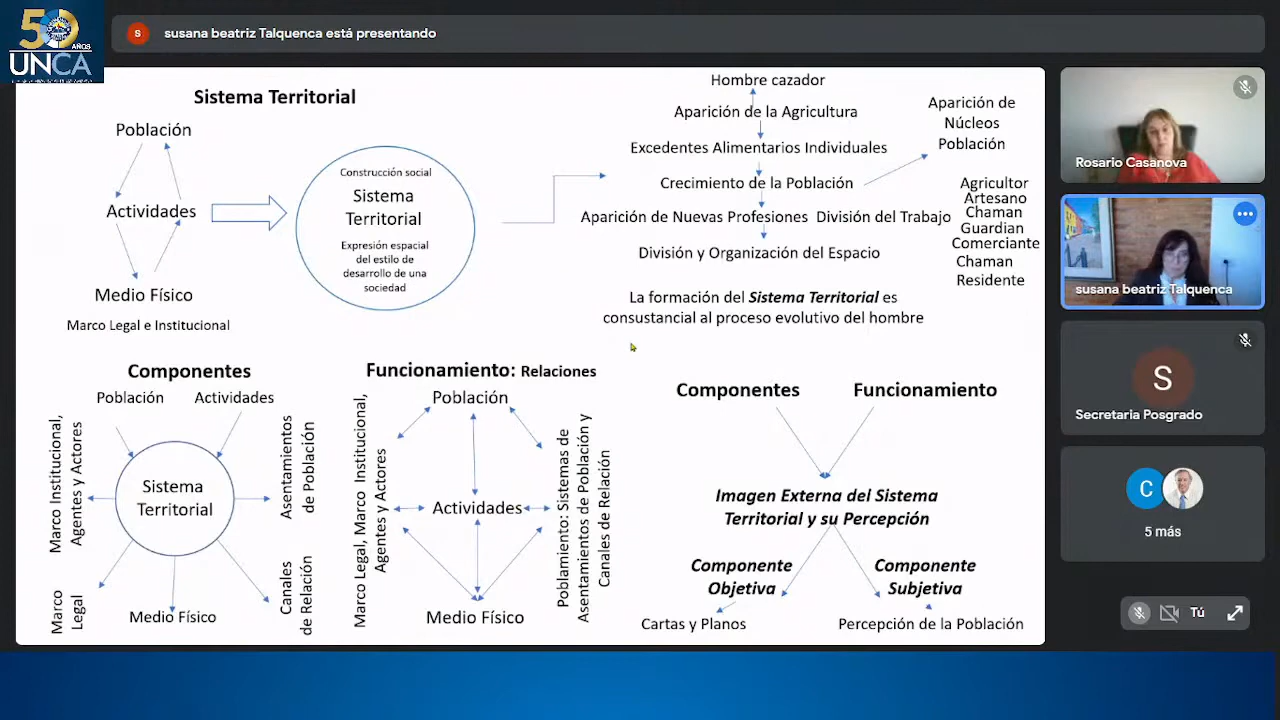 50
AÑOS
UNCA
S
susana beatriz Talquenca está presentando
Sistema Territorial
Población
Actividades
Medio Físico
Marco Legal e Institucional
Construcción social
Sistema
Territorial
Expresión espacial
del estilo de
desarrollo de una
sociedad
Hombre cazador
Aparición de la Agricultura
Excedentes Alimentarios Individuales
Crecimiento de la Población
Aparición de Nuevas Profesiones División del Trabajo
División y Organización del Espacio
Aparición de
Núcleos
Población
Agricultor
Artesano
Chaman
Guardian
Comerciante
Chaman
Residente
La formación del Sistema Territorial es
consustancial al proceso evolutivo del hombre
Componentes
Población
Actividades
Marco Institucional,
Agentes y Actores
Sistema
Territorial
Asentamientos
de Población
Marco
Legal
Medio Físico
Canales
de Relación
Funcionamiento: Relaciones
Población
Marco Legal, Marco Institucional,
Agentes y Actores
Actividades
Poblamiento: Sistemas de
Asentamientos de Población y
Canales de Relación
Medio Físico
Componentes
Funcionamiento
Imagen Externa del Sistema
Territorial y su Percepción
Componente
Objetiva
Componente
Subjetiva
Cartas y Planos
Percepción de la Población
Rosario Casanova
susana beatriz Talquenca
S
Secretaria Posgrado
C
5 más
Tú